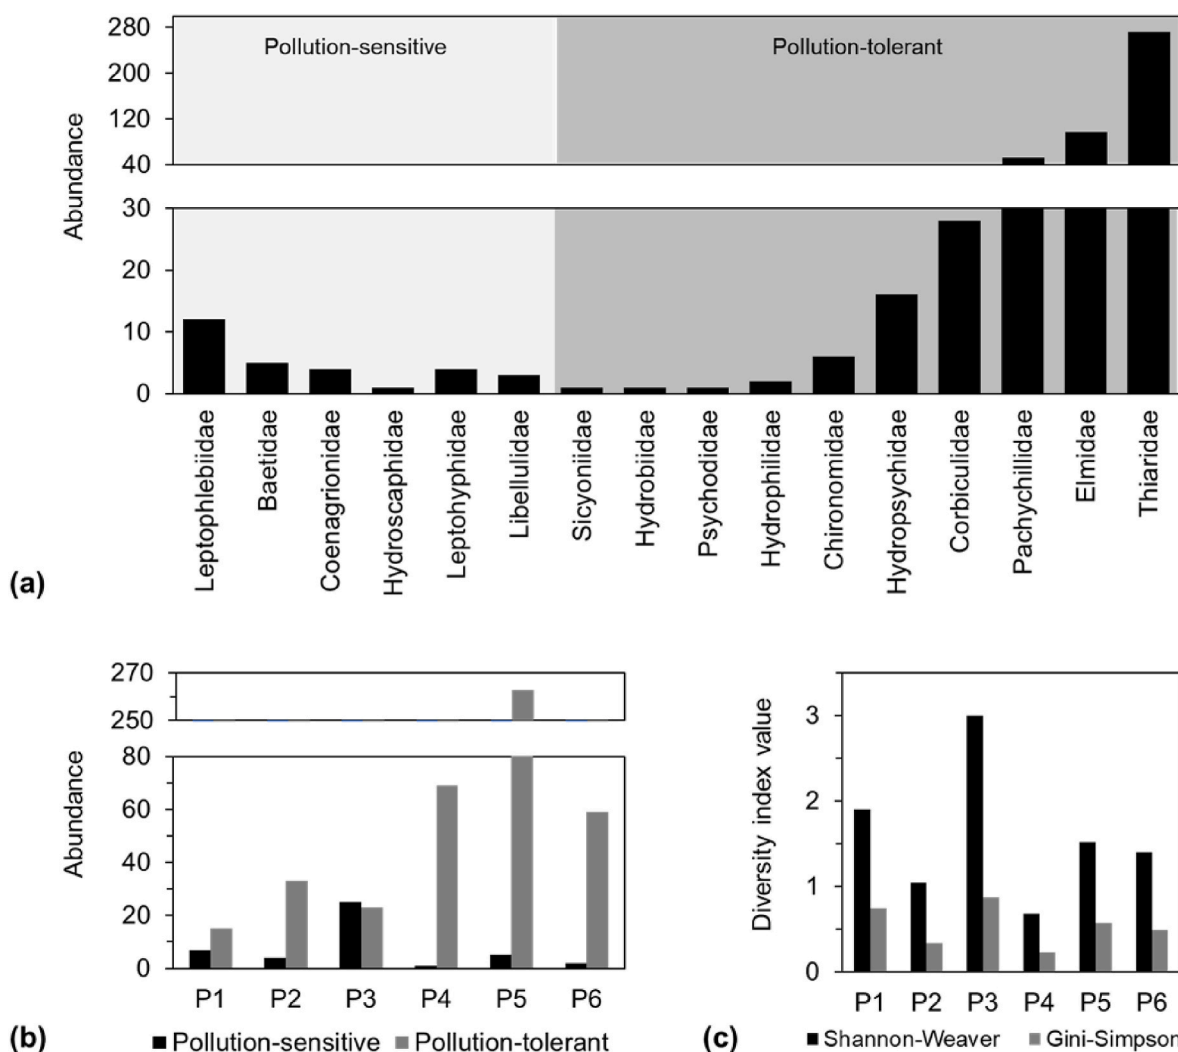 Pollution-sensitive Pollution-tolerant
Abundance
280
200
120
40
30
20
10
0
Leptophlebiidae Baetidae Coenagrionidae Hydroscaphidae Leptohyphidae Libellulidae Sicyoniidae Hydrobiidae Psychodidae Hydrophilidae Chironomidae Hydropsychidae Corbiculidae Pachychillidae Elmidae Thiaridae
(a)
Abundance
270
250
80
60
40
20
0
P1 P2 P3 P4 P5 P6
(b) Pollution-sensitive Pollution-tolerant
Diversity index value
3
2
1
0
P1 P2 P3 P4 P5 P6
(c) Shannon-Weaver Gini-Simpson